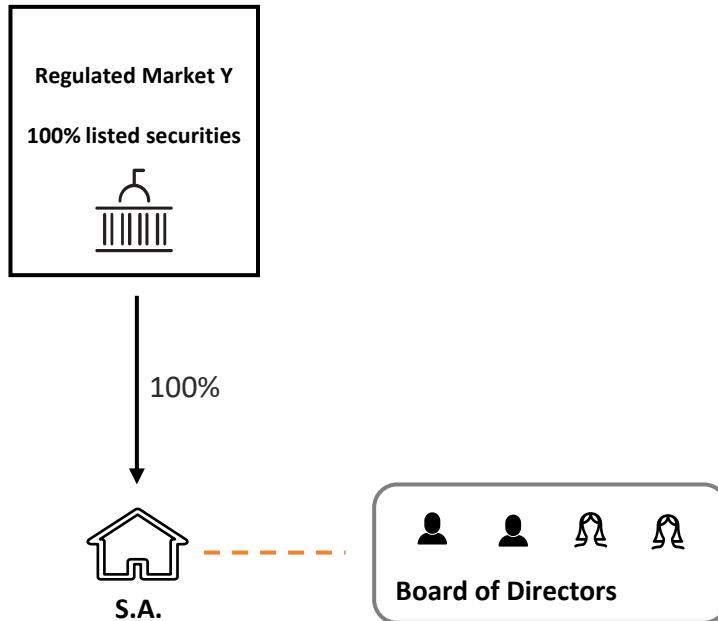 Regulated Market Y
100% listed securities
100%
S.A.
Board of Directors